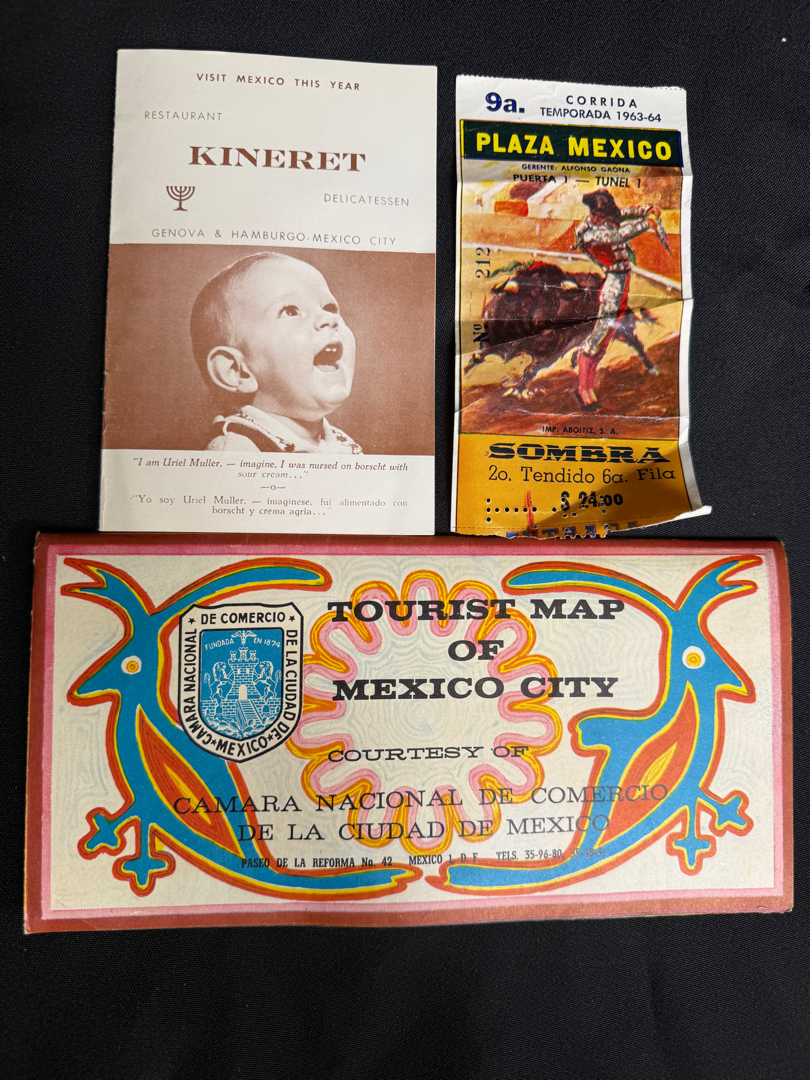 VISIT MEXICO THIS YEAR
RESTAURANT
KINERET
DELICATESSEN
GENOVA & HAMBURGO-MEXICO CITY
"I am Uriel Muller, — imagine, I was nursed on borscht with
sour cream..."
—o—
"Yo soy Uriel Muller, — imaginese, fui alimentado con
borscht y crema agria..."
9a. CORRIDA
TEMPORADA 1963-64
PLAZA MEXICO
GERENTE: ALFONSO GAONA
PUERTA 1 — TUNEL 1
Nº 212
IMP. ABOITIZ, S. A.
SOMBRA
2o. Tendido 6a. Fila
$ 24.00
ENTRADA
TOURIST MAP
OF
MEXICO CITY
COURTESY OF
CAMARA NACIONAL DE COMERCIO
DE LA CIUDAD DE MEXICO
PASEO DE LA REFORMA No. 42 MEXICO 1, D. F. TELS. 35-96-80,
★ CAMARA NACIONAL ★ DE COMERCIO ★ DE LA CIUDAD DE ★ MEXICO ★
FUNDADA EN 1874